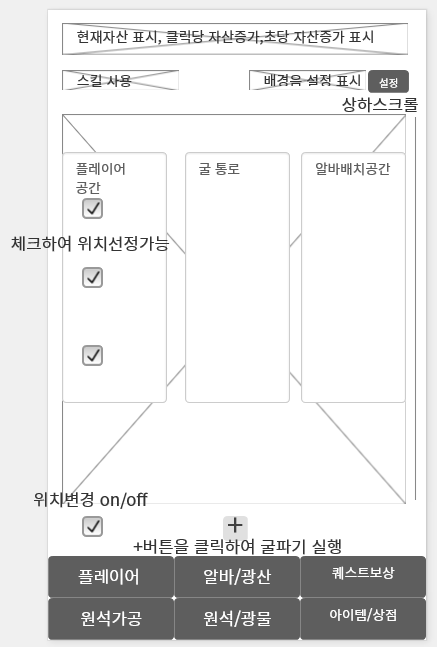 현재자산 표시, 클릭당 자산증가,초당 자산증가 표시
스킬 사용
배경음 설정 표시
설정
상하스크롤
플레이어
공간
굴 통로
알바배치공간
체크하여 위치선정가능
위치변경 on/off
+
+버튼을 클릭하여 굴파기 실행
플레이어
알바/광산
퀘스트보상
원석가공
원석/광물
아이템/상점